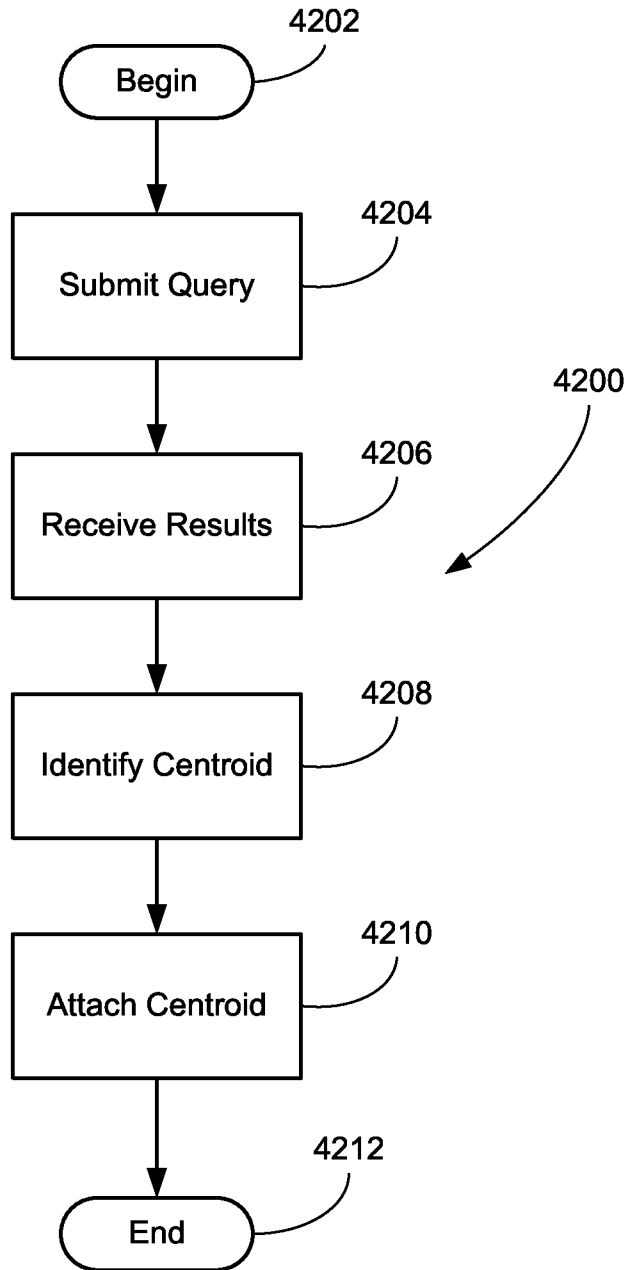 4202
Begin
4204
Submit Query
4200
4206
Receive Results
4208
Identify Centroid
4210
Attach Centroid
4212
End